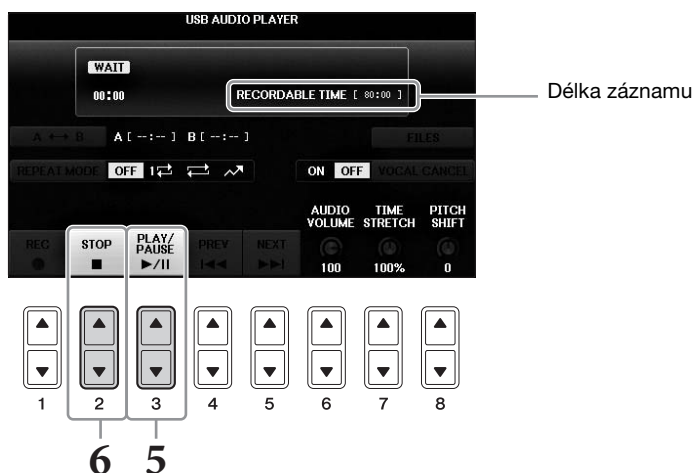 USB AUDIO PLAYER
WAIT
00:00
RECORDABLE TIME [ 80:00 ]
Délka záznamu
A ↔ B A [ --:-- ] B [ --:-- ] FILES
REPEAT MODE OFF 1 ON OFF VOCAL CANCEL
AUDIO VOLUME TIME STRETCH PITCH SHIFT
REC STOP PLAY/PAUSE PREV NEXT
100 100% 0
1 2 3 4 5 6 7 8
6 5